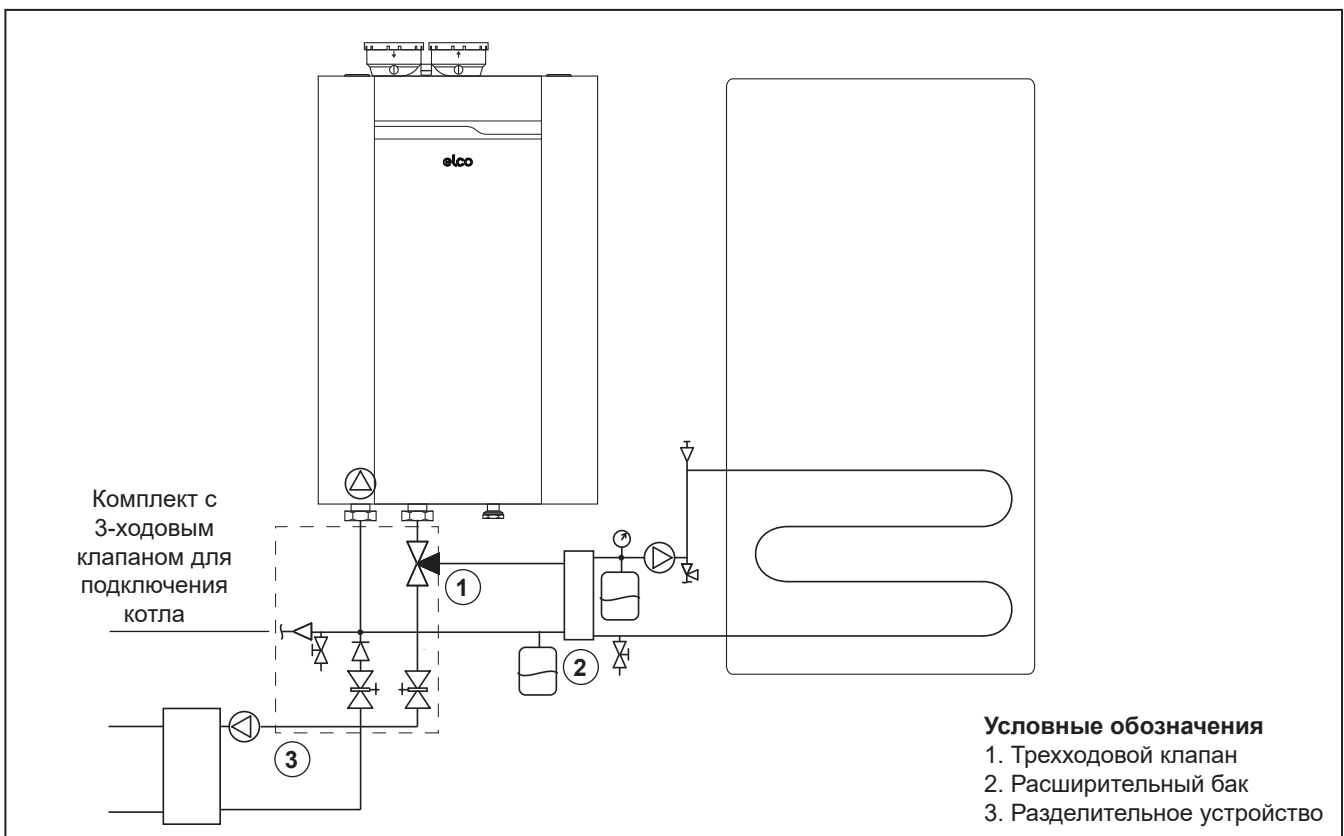 elco
Комплект с
3-ходовым
клапаном для
подключения
котла
1
2
3
Условные обозначения
1. Трехходовой клапан
2. Расширительный бак
3. Разделительное устройство